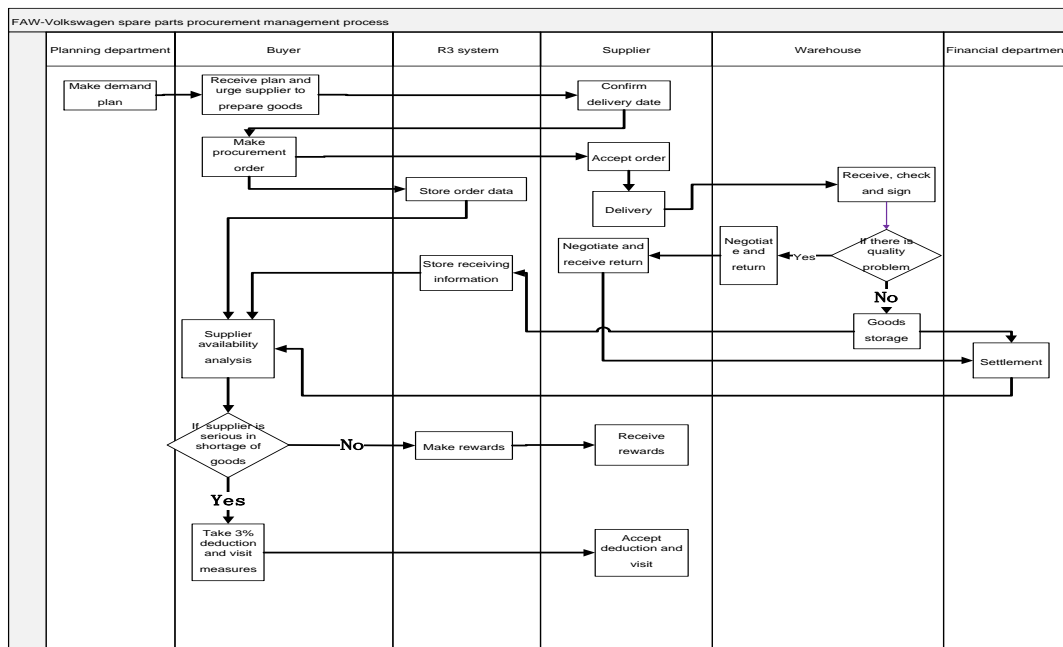 FAW-Volkswagen spare parts procurement management process
Planning department
Buyer
R3 system
Supplier
Warehouse
Financial departmen
Make demand
plan
Receive plan and
urge supplier to
prepare goods
Confirm
delivery date
Make
procurement
order
Accept order
Receive, check
and sign
Store order data
Delivery
Negotiate and
receive return
Negotiat
e and
return
Yes
If there is
quality
problem
Store receiving
information
No
Goods
storage
Supplier
availability
analysis
Settlement
If supplier is
serious in
shortage of
goods
No
Make rewards
Receive
rewards
Yes
Take 3%
deduction
and visit
measures
Accept
deduction and
visit